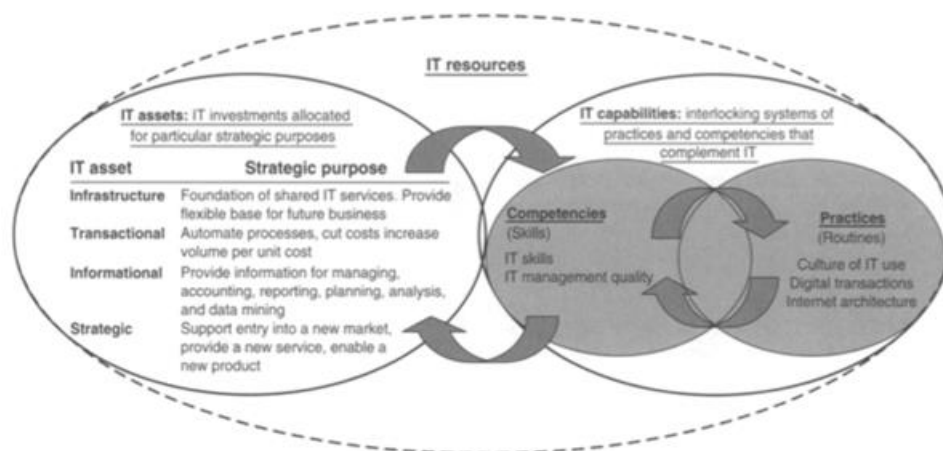 IT resources
IT assets: IT investments allocated
for particular strategic purposes
IT asset Strategic purpose
Infrastructure Foundation of shared IT services. Provide
flexible base for future business
Transactional Automate processes, cut costs increase
volume per unit cost
Informational Provide information for managing,
accounting, reporting, planning, analysis,
and data mining
Strategic Support entry into a new market,
provide a new service, enable a
new product
IT capabilities: interlocking systems of
practices and competencies that
complement IT
Competencies
(Skills)
IT skills
IT management quality
Practices
(Routines)
Culture of IT use
Digital transactions
Internet architecture